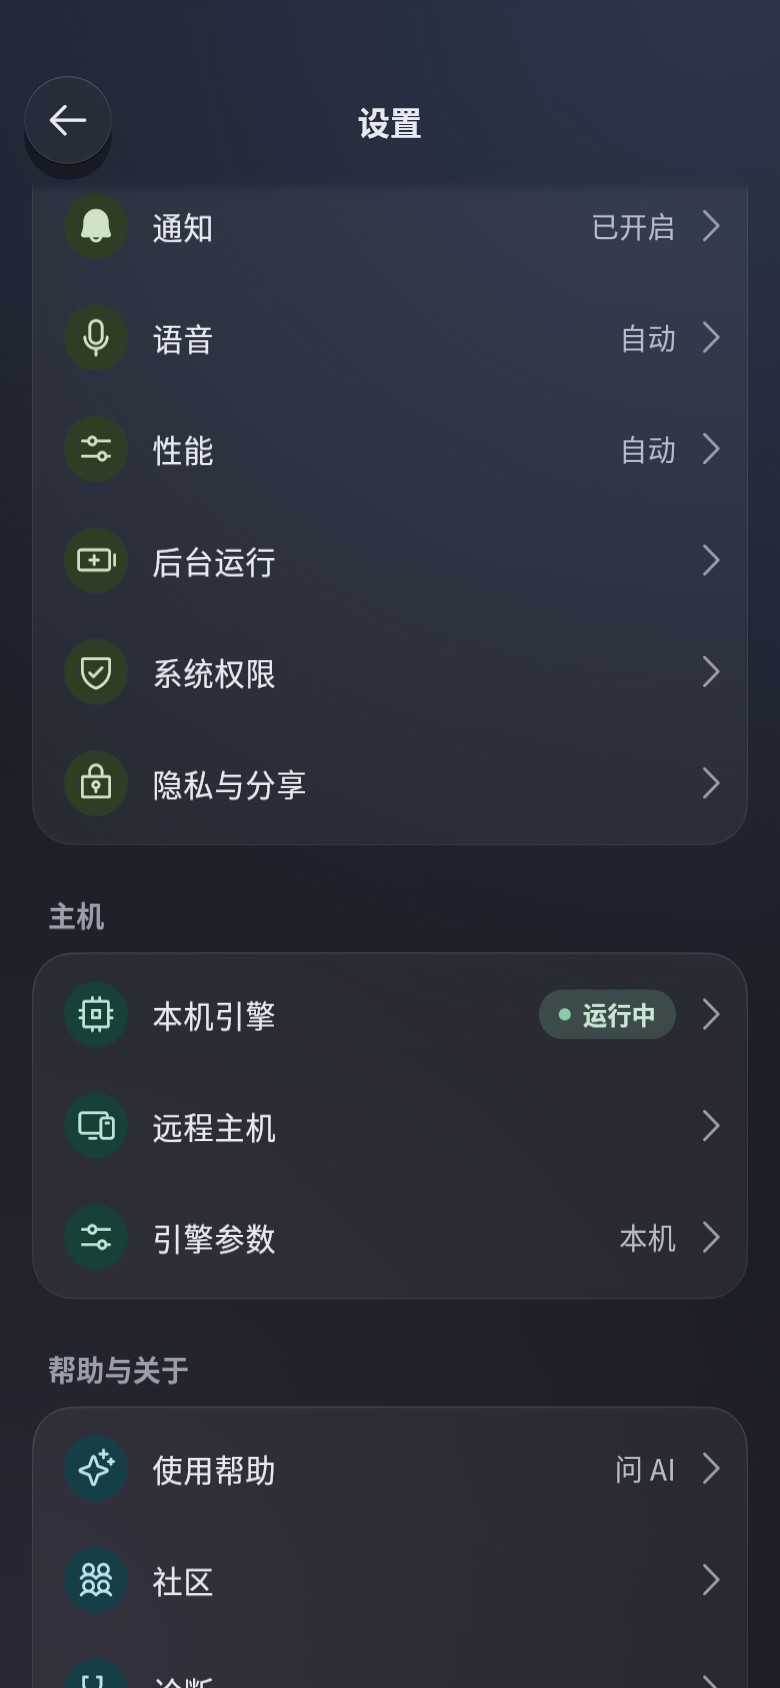 设置
通知 已开启
语音 自动
性能 自动
后台运行
系统权限
隐私与分享
主机
本机引擎 运行中
远程主机
引擎参数 本机
帮助与关于
使用帮助 问 AI
社区
诊断